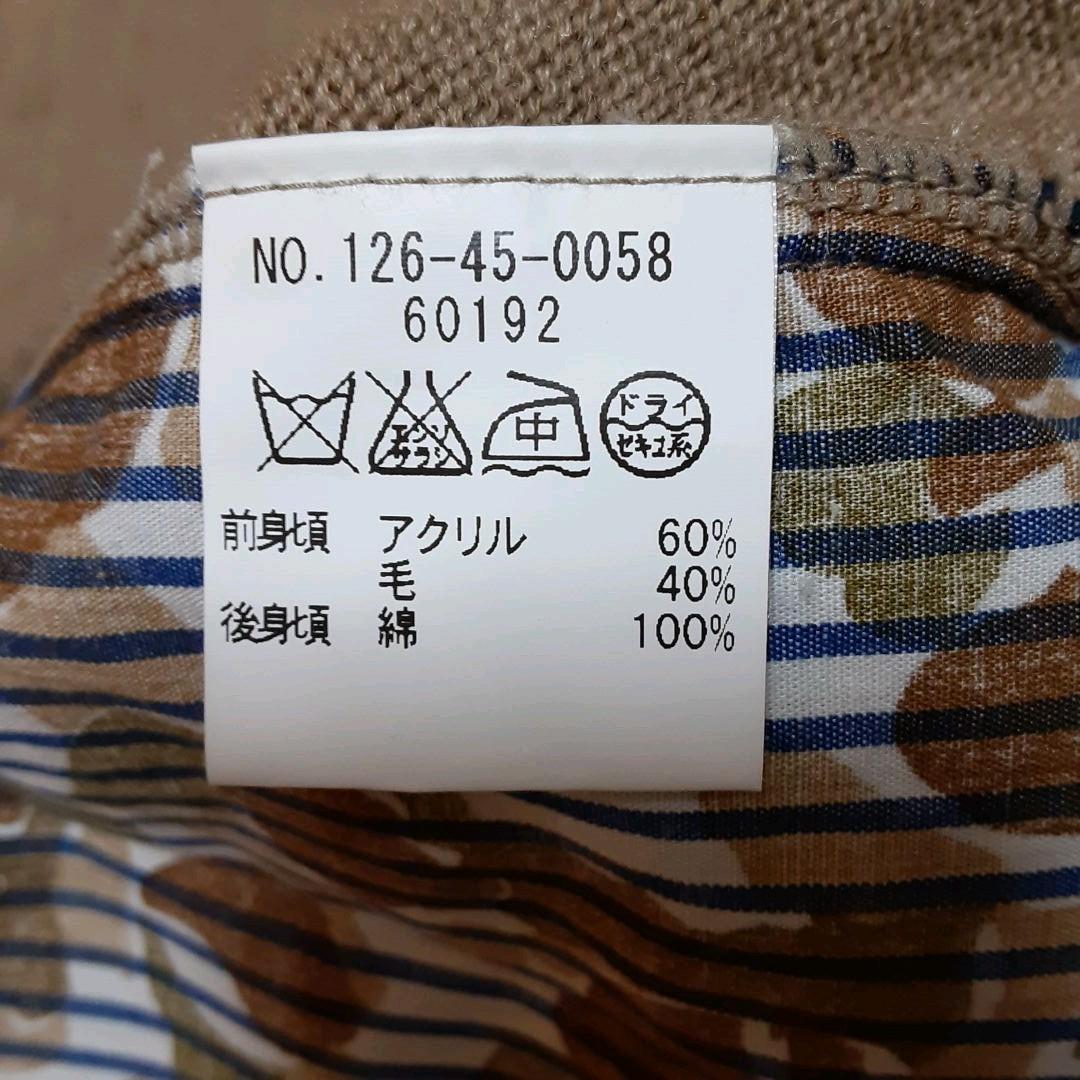 NO.126-45-0058
60192
エンソ
サラシ
中
ドライ
セキユ系
前身頃 アクリル 60%
毛 40%
後身頃 綿 100%